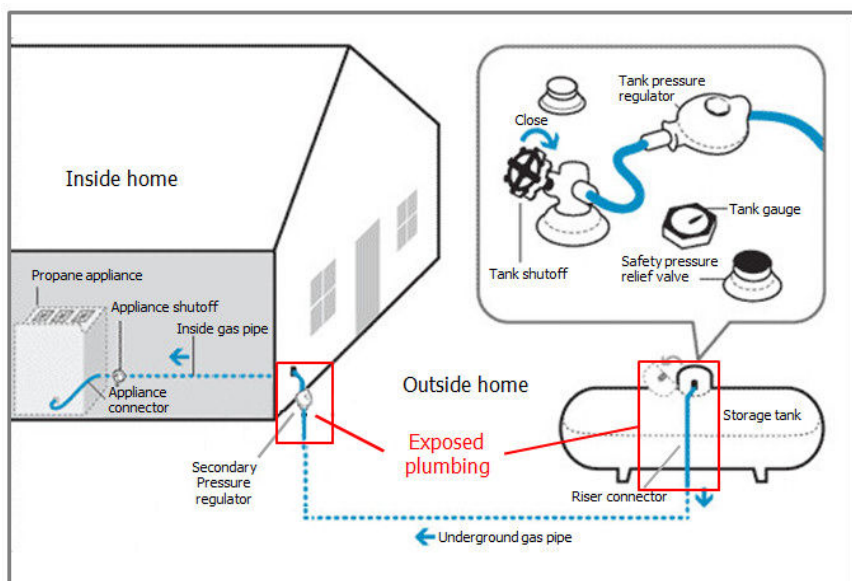 Tank pressure
regulator
Close
Inside home
Tank gauge
Tank shutoff
Safety pressure
relief valve
Propane appliance
Appliance shutoff
Inside gas pipe
Appliance
connector
Outside home
Storage tank
Exposed
plumbing
Secondary
Pressure
regulator
Riser connector
Underground gas pipe